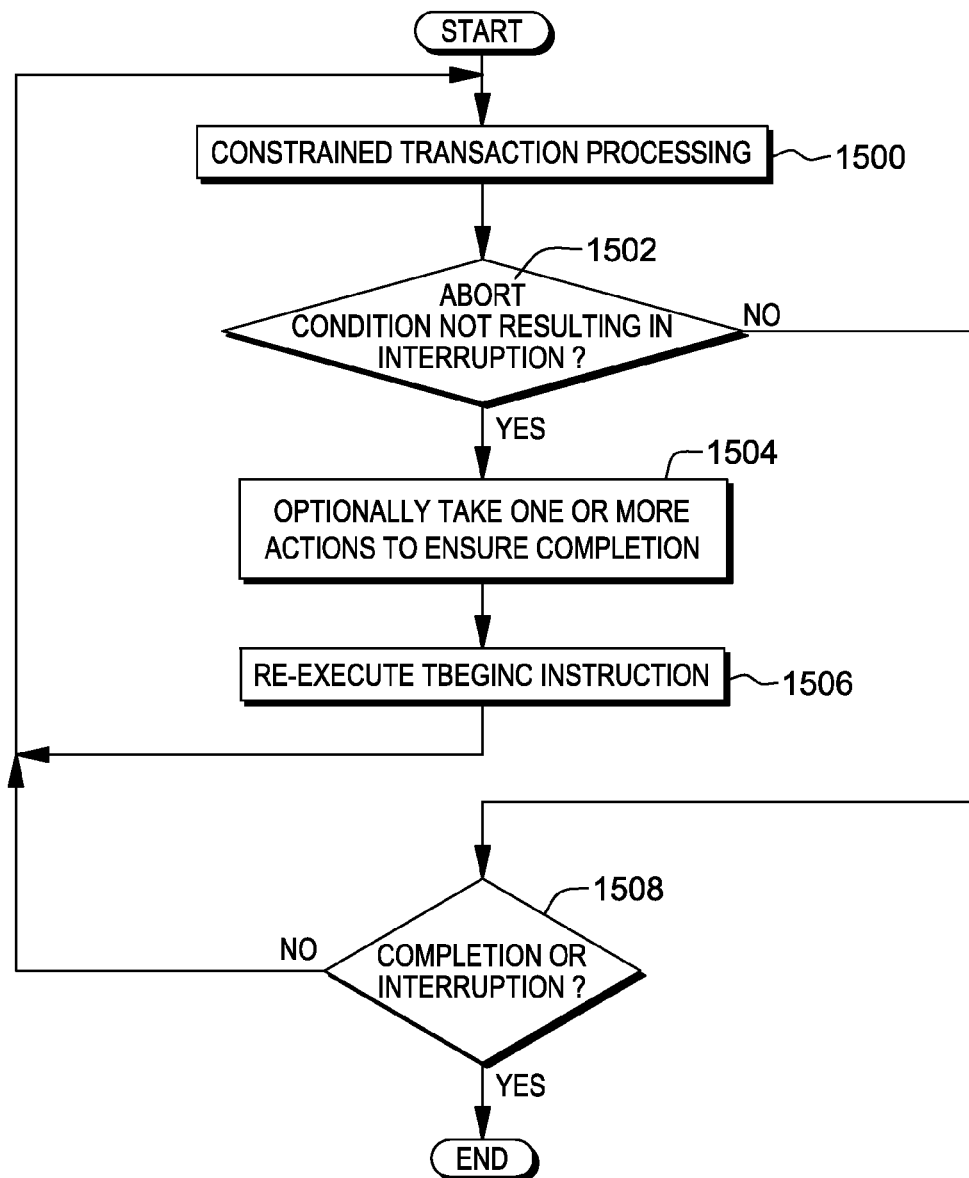 START
CONSTRAINED TRANSACTION PROCESSING
1500
1502
ABORT
CONDITION NOT RESULTING IN
INTERRUPTION ?
NO
YES
1504
OPTIONALLY TAKE ONE OR MORE
ACTIONS TO ENSURE COMPLETION
RE-EXECUTE TBEGINC INSTRUCTION
1506
1508
COMPLETION OR
INTERRUPTION ?
NO
YES
END